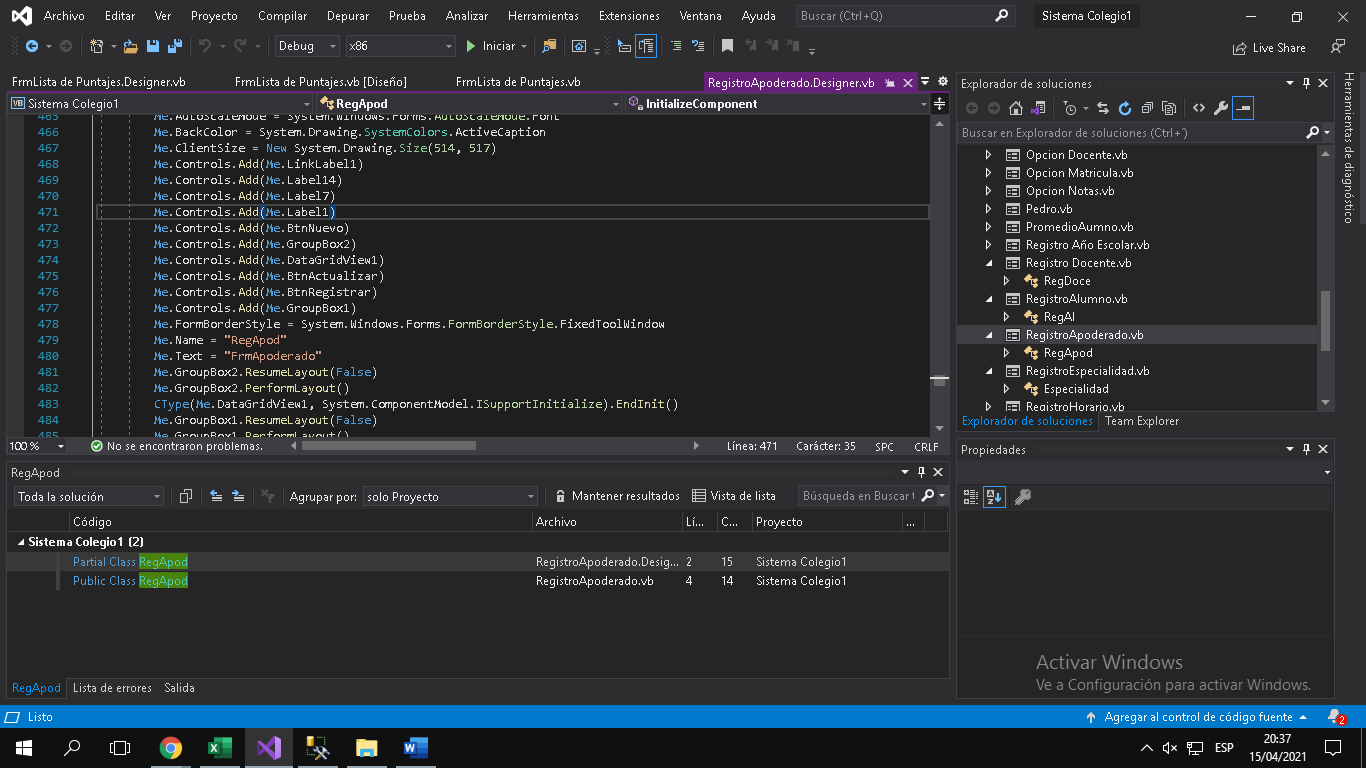 Archivo Editar Ver Proyecto Compilar Depurar Prueba Analizar Herramientas Extensiones Ventana Ayuda Buscar (Ctrl+Q) Sistema Colegio1
Debug x86 Iniciar Live Share
FrmLista de Puntajes.Designer.vb FrmLista de Puntajes.vb [Diseño] FrmLista de Puntajes.vb RegistroApoderado.Designer.vb
Sistema Colegio1 RegApod InitializeComponent
465 Me.AutoScaleMode = System.Windows.Forms.AutoScaleMode.Font
466 Me.BackColor = System.Drawing.SystemColors.ActiveCaption
467 Me.ClientSize = New System.Drawing.Size(514, 517)
468 Me.Controls.Add(Me.LinkLabel1)
469 Me.Controls.Add(Me.Label14)
470 Me.Controls.Add(Me.Label7)
471 Me.Controls.Add(Me.Label1)
472 Me.Controls.Add(Me.BtnNuevo)
473 Me.Controls.Add(Me.GroupBox2)
474 Me.Controls.Add(Me.DataGridView1)
475 Me.Controls.Add(Me.BtnActualizar)
476 Me.Controls.Add(Me.BtnRegistrar)
477 Me.Controls.Add(Me.GroupBox1)
478 Me.FormBorderStyle = System.Windows.Forms.FormBorderStyle.FixedToolWindow
479 Me.Name = "RegApod"
480 Me.Text = "FrmApoderado"
481 Me.GroupBox2.ResumeLayout(False)
482 Me.GroupBox2.PerformLayout()
483 CType(Me.DataGridView1, System.ComponentModel.ISupportInitialize).EndInit()
484 Me.GroupBox1.ResumeLayout(False)
485 Me.GroupBox1.PerformLayout()
100 % No se encontraron problemas. Línea: 471 Carácter: 35 SPC CRLF
RegApod
Toda la solución Agrupar por: solo Proyecto Mantener resultados Vista de lista Búsqueda en Buscar t
Código Archivo Lí... C... Proyecto ...
Sistema Colegio1 (2)
Partial Class RegApod RegistroApoderado.Desig... 2 15 Sistema Colegio1
Public Class RegApod RegistroApoderado.vb 4 14 Sistema Colegio1
RegApod Lista de errores Salida
Explorador de soluciones
Buscar en Explorador de soluciones (Ctrl+´)
Opcion Docente.vb
Opcion Matricula.vb
Opcion Notas.vb
Pedro.vb
PromedioAumno.vb
Registro Año Escolar.vb
Registro Docente.vb
RegDoce
RegistroAlumno.vb
RegAl
RegistroApoderado.vb
RegApod
RegistroEspecialidad.vb
Especialidad
RegistroHorario.vb
Explorador de soluciones Team Explorer
Propiedades
Herramientas de diagnóstico
Activar Windows
Ve a Configuración para activar Windows.
Listo Agregar al control de código fuente 2
ESP 20:37
15/04/2021